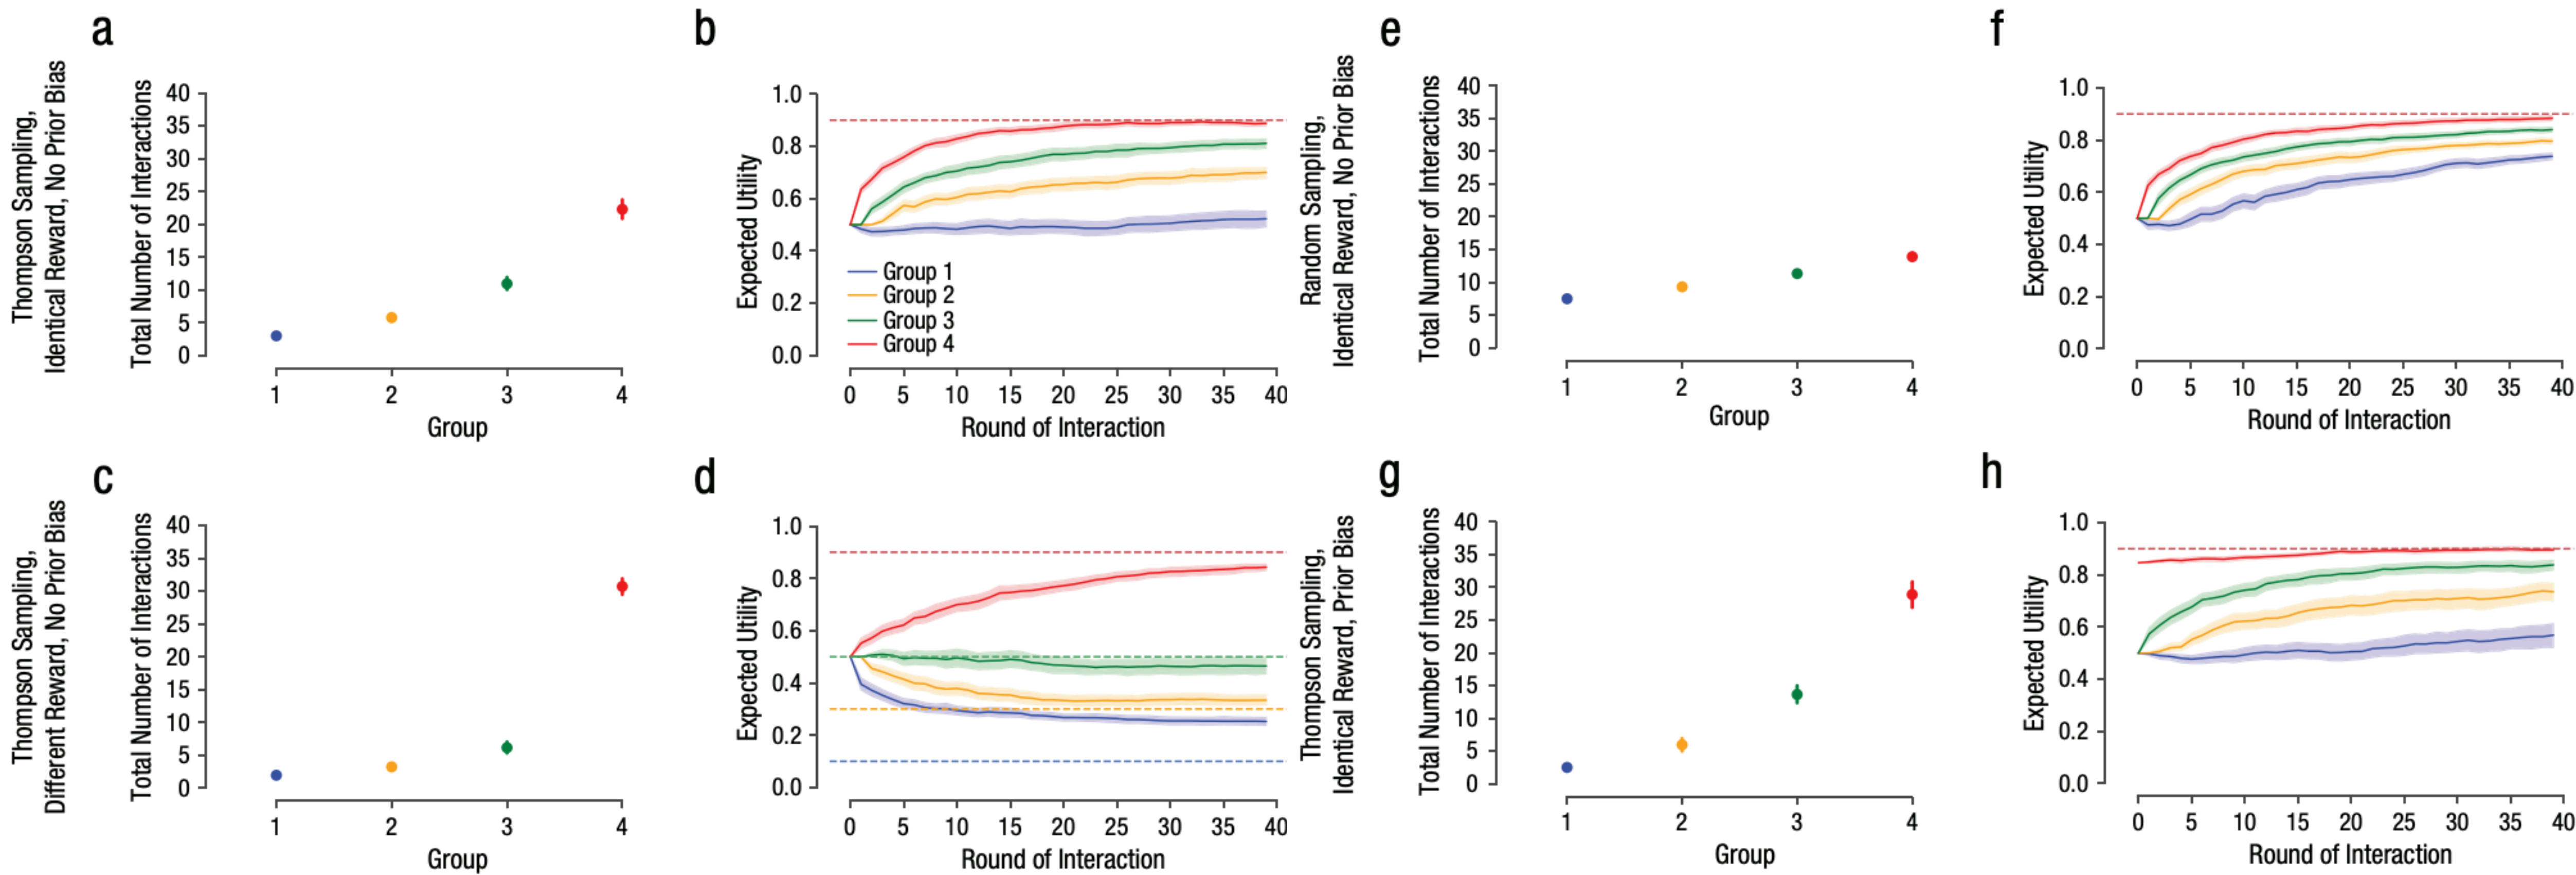 a
Thompson Sampling,
Identical Reward, No Prior Bias
Total Number of Interactions
40
35
30
25
20
15
10
5
0
1 2 3 4
Group
b
Expected Utility
1.0
0.8
0.6
0.4
0.2
0.0
Group 1
Group 2
Group 3
Group 4
0 5 10 15 20 25 30 35 40
Round of Interaction
e
Random Sampling,
Identical Reward, No Prior Bias
Total Number of Interactions
40
35
30
25
20
15
10
5
0
1 2 3 4
Group
f
Expected Utility
1.0
0.8
0.6
0.4
0.2
0.0
0 5 10 15 20 25 30 35 40
Round of Interaction
c
Thompson Sampling,
Different Reward, No Prior Bias
Total Number of Interactions
40
35
30
25
20
15
10
5
0
1 2 3 4
Group
d
Expected Utility
1.0
0.8
0.6
0.4
0.2
0.0
0 5 10 15 20 25 30 35 40
Round of Interaction
g
Thompson Sampling,
Identical Reward, Prior Bias
Total Number of Interactions
40
35
30
25
20
15
10
5
0
1 2 3 4
Group
h
Expected Utility
1.0
0.8
0.6
0.4
0.2
0.0
0 5 10 15 20 25 30 35 40
Round of Interaction